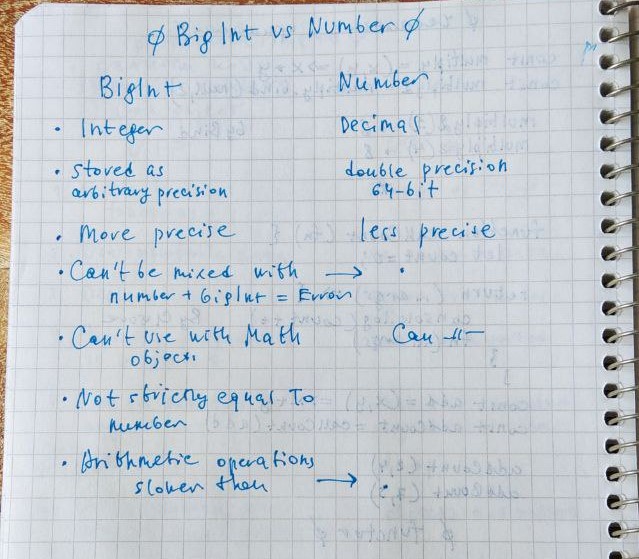 ø BigInt vs Number ø
BigInt Number
• Integer Decimal
• stored as double precision
arbitrary precision 64-bit
• More precise less precise
• Can't be mixed with → •
number + BigInt = Error
• Can't use with Math Can -//-
object
• Not strictly equal to
number
• Arithmetic operations
slower than → •